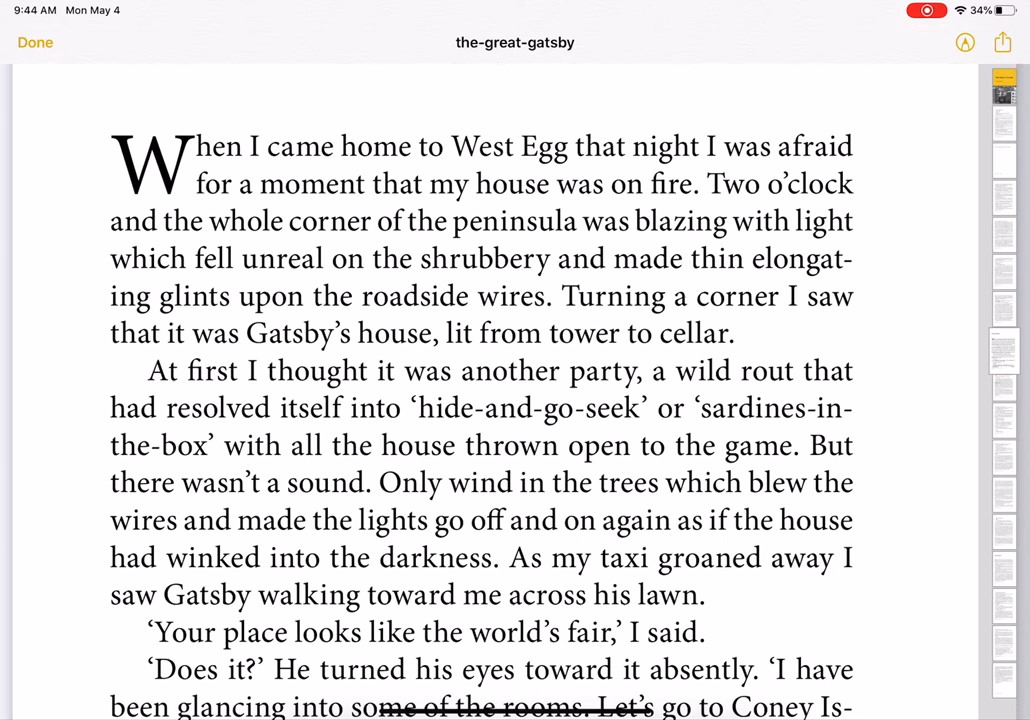 9:44 AM Mon May 4
34%
Done
the-great-gatsby
When I came home to West Egg that night I was afraid
for a moment that my house was on fire. Two o’clock
and the whole corner of the peninsula was blazing with light
which fell unreal on the shrubbery and made thin elongat-
ing glints upon the roadside wires. Turning a corner I saw
that it was Gatsby’s house, lit from tower to cellar.
At first I thought it was another party, a wild rout that
had resolved itself into ‘hide-and-go-seek’ or ‘sardines-in-
the-box’ with all the house thrown open to the game. But
there wasn’t a sound. Only wind in the trees which blew the
wires and made the lights go off and on again as if the house
had winked into the darkness. As my taxi groaned away I
saw Gatsby walking toward me across his lawn.
‘Your place looks like the world’s fair,’ I said.
‘Does it?’ He turned his eyes toward it absently. ‘I have
been glancing into some of the rooms. Let’s go to Coney Is-